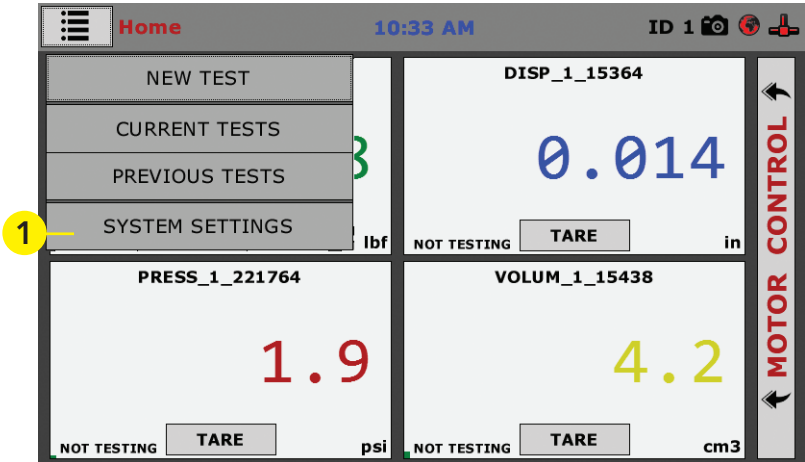 Home
10:33 AM
ID 1
NEW TEST
CURRENT TESTS
PREVIOUS TESTS
SYSTEM SETTINGS
1
lbf
DISP_1_15364
0.014
NOT TESTING
TARE
in
MOTOR CONTROL
PRESS_1_221764
1.9
NOT TESTING
TARE
psi
VOLUM_1_15438
4.2
NOT TESTING
TARE
cm3